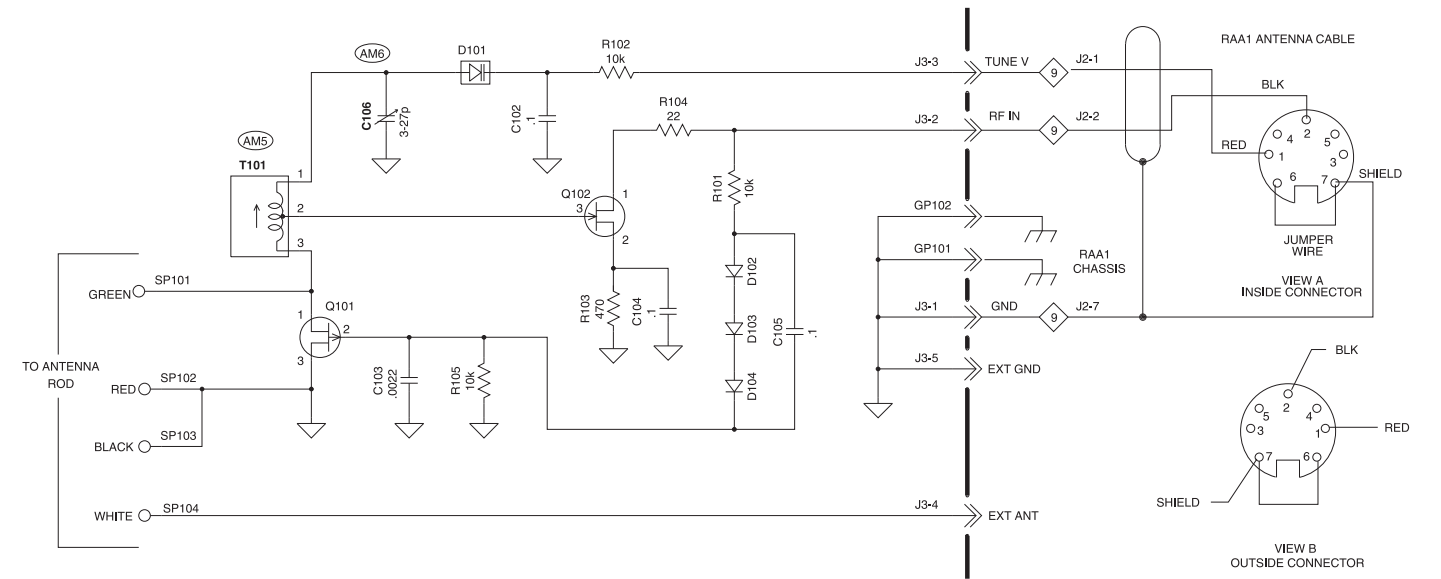 AM6
D101
R102
10k
C106
3-27p
C102
.1
R104
22
J3-3
TUNE V
9
J2-1
RAA1 ANTENNA CABLE
BLK
J3-2
RF IN
9
J2-2
RED
SHIELD
2
4
5
1
3
6
7
JUMPER
WIRE
VIEW A
INSIDE CONNECTOR
AM5
T101
1
2
3
Q102
3
1
2
R101
10k
GP102
GP101
RAA1
CHASSIS
D102
R103
470
C104
.1
D103
C105
.1
D104
J3-1
GND
9
J2-7
J3-5
EXT GND
SP101
GREEN
Q101
1
2
3
TO ANTENNA
ROD
SP102
RED
C103
.0022
R105
10k
SP103
BLACK
SP104
WHITE
J3-4
EXT ANT
BLK
2
5
4
3
1
RED
7
6
SHIELD
VIEW B
OUTSIDE CONNECTOR